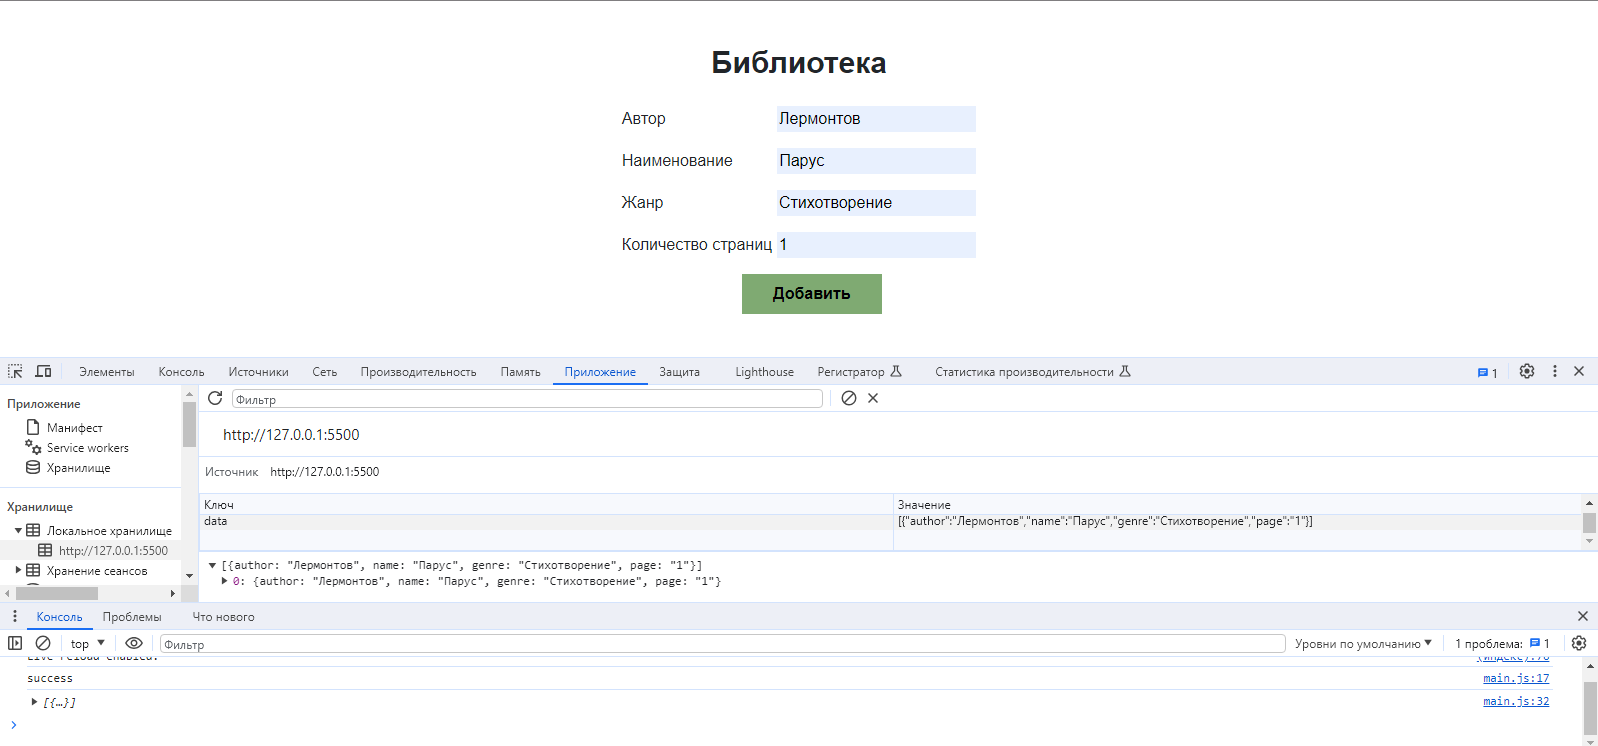 Библиотека
Автор Лермонтов
Наименование Парус
Жанр Стихотворение
Количество страниц 1
Добавить
Элементы Консоль Источники Сеть Производительность Память Приложение Защита Lighthouse Регистратор Статистика производительности 1
Приложение
Манифест
Service workers
Хранилище
Хранилище
Локальное хранилище
http://127.0.0.1:5500
Хранение сеансов
Фильтр
http://127.0.0.1:5500
Источник http://127.0.0.1:5500
Ключ Значение
data [{"author":"Лермонтов","name":"Парус","genre":"Стихотворение","page":"1"}]
[{author: "Лермонтов", name: "Парус", genre: "Стихотворение", page: "1"}]
0: {author: "Лермонтов", name: "Парус", genre: "Стихотворение", page: "1"}
Консоль Проблемы Что нового
top Фильтр Уровни по умолчанию 1 проблема: 1
Live reload enabled. (индекс):78
success main.js:17
[{…}] main.js:32